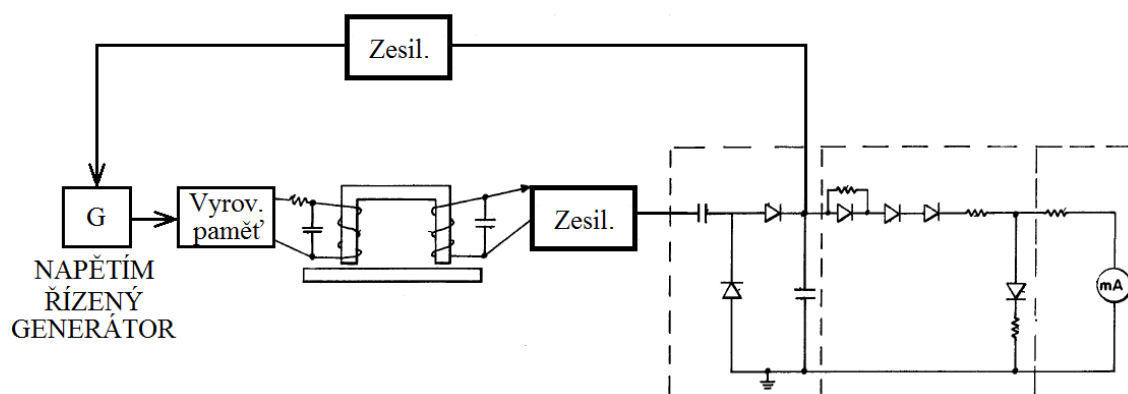 Zesil.
G
Vyrov.
paměť
Zesil.
NAPĚTÍM
ŘÍZENÝ
GENERÁTOR
mA